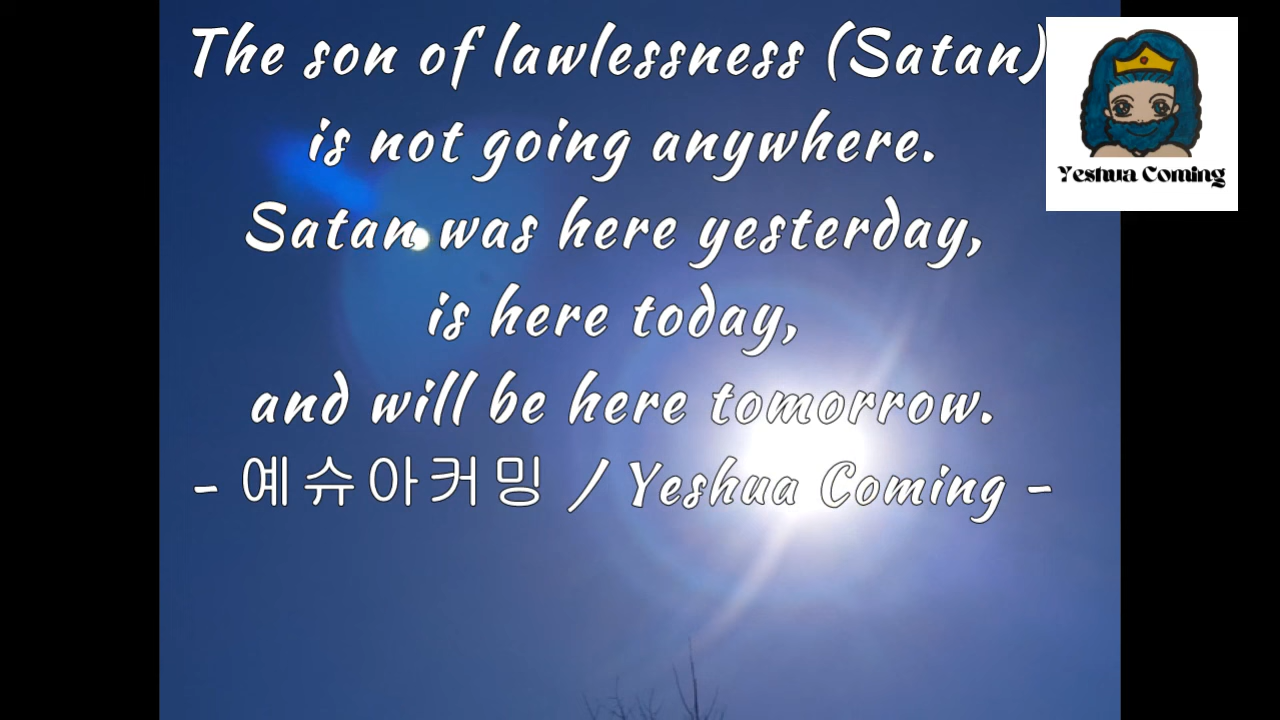 The son of lawlessness (Satan)
is not going anywhere.
Satan was here yesterday,
is here today,
and will be here tomorrow.
- 예슈아커밍 / Yeshua Coming -
Yeshua Coming